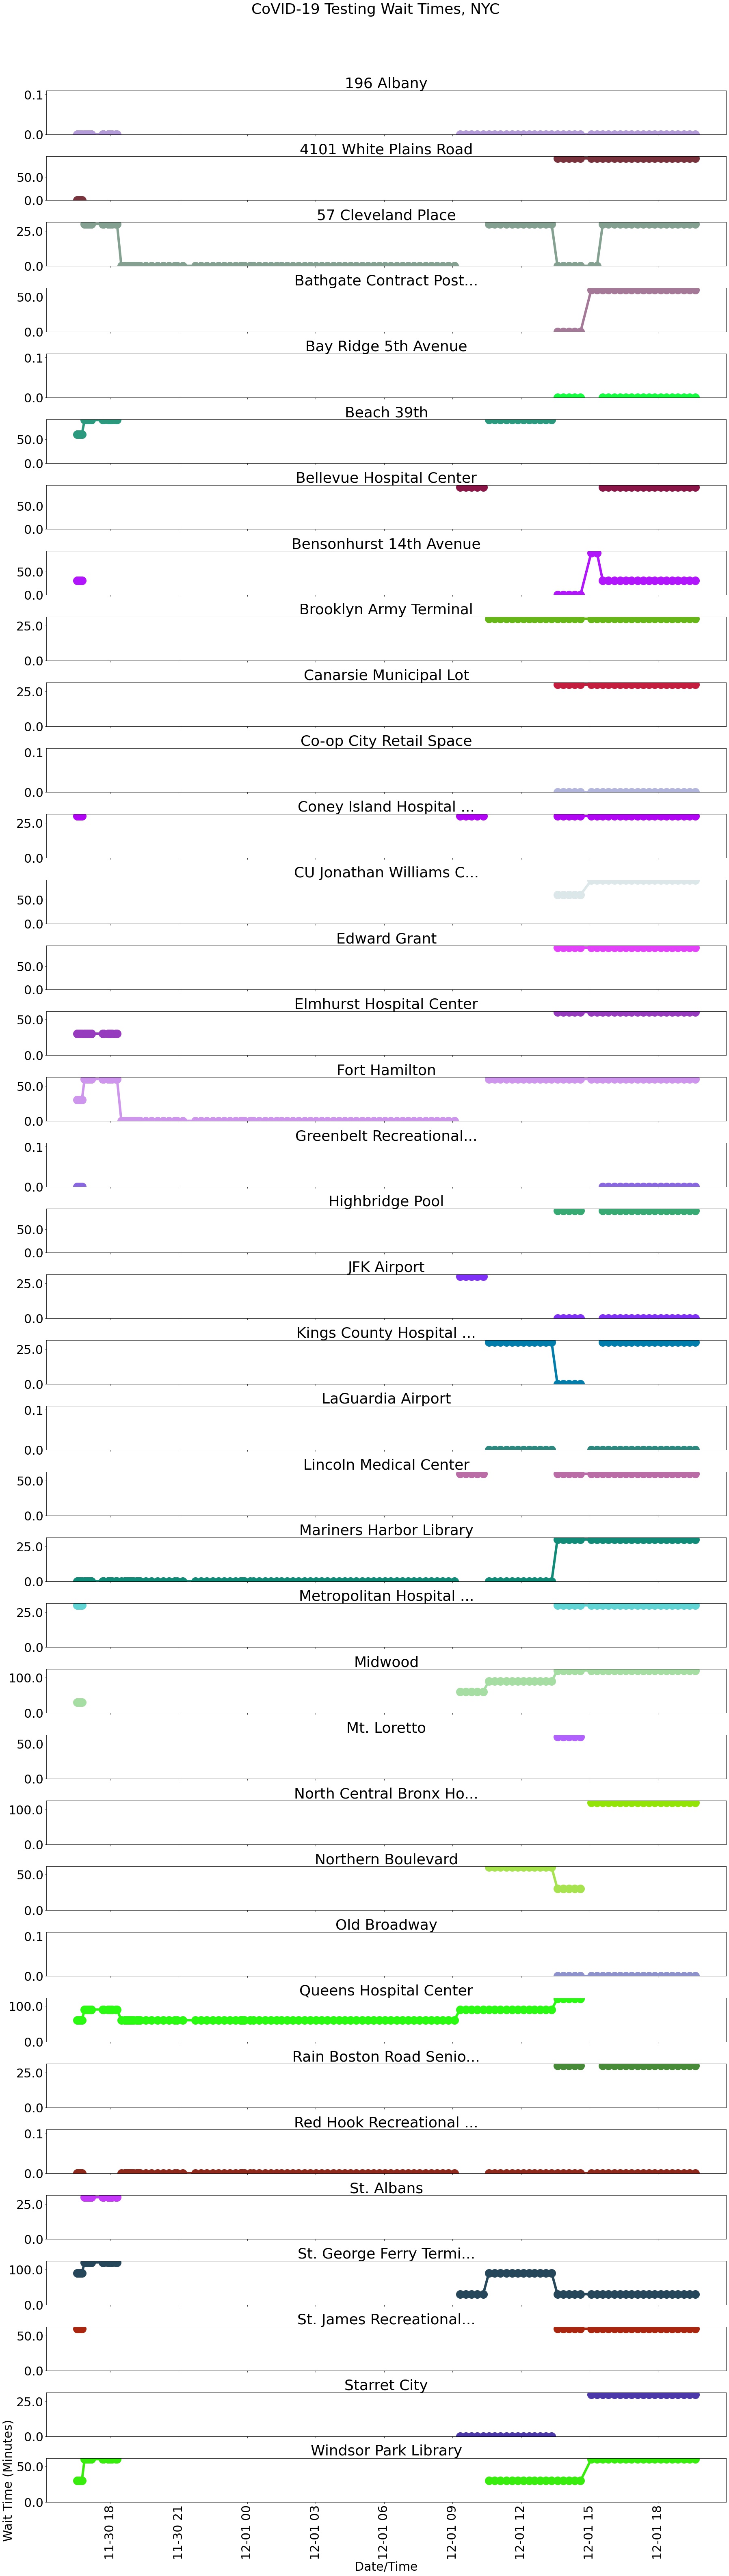 CoVID-19 Testing Wait Times, NYC
196 Albany
0.1
0.0
4101 White Plains Road
50.0
0.0
57 Cleveland Place
25.0
0.0
Bathgate Contract Post...
50.0
0.0
Bay Ridge 5th Avenue
0.1
0.0
Beach 39th
50.0
0.0
Bellevue Hospital Center
50.0
0.0
Bensonhurst 14th Avenue
50.0
0.0
Brooklyn Army Terminal
25.0
0.0
Canarsie Municipal Lot
25.0
0.0
Co-op City Retail Space
0.1
0.0
Coney Island Hospital ...
25.0
0.0
CU Jonathan Williams C...
50.0
0.0
Edward Grant
50.0
0.0
Elmhurst Hospital Center
50.0
0.0
Fort Hamilton
50.0
0.0
Greenbelt Recreational...
0.1
0.0
Highbridge Pool
50.0
0.0
JFK Airport
25.0
0.0
Kings County Hospital ...
25.0
0.0
LaGuardia Airport
0.1
0.0
Lincoln Medical Center
50.0
0.0
Mariners Harbor Library
25.0
0.0
Metropolitan Hospital ...
25.0
0.0
Midwood
100.0
0.0
Mt. Loretto
50.0
0.0
North Central Bronx Ho...
100.0
0.0
Northern Boulevard
50.0
0.0
Old Broadway
0.1
0.0
Queens Hospital Center
100.0
0.0
Rain Boston Road Senio...
25.0
0.0
Red Hook Recreational ...
0.1
0.0
St. Albans
25.0
0.0
St. George Ferry Termi...
100.0
0.0
St. James Recreational...
50.0
0.0
Starret City
25.0
0.0
Windsor Park Library
50.0
0.0
Wait Time (Minutes)
11-30 18
11-30 21
12-01 00
12-01 03
12-01 06
12-01 09
12-01 12
12-01 15
12-01 18
Date/Time